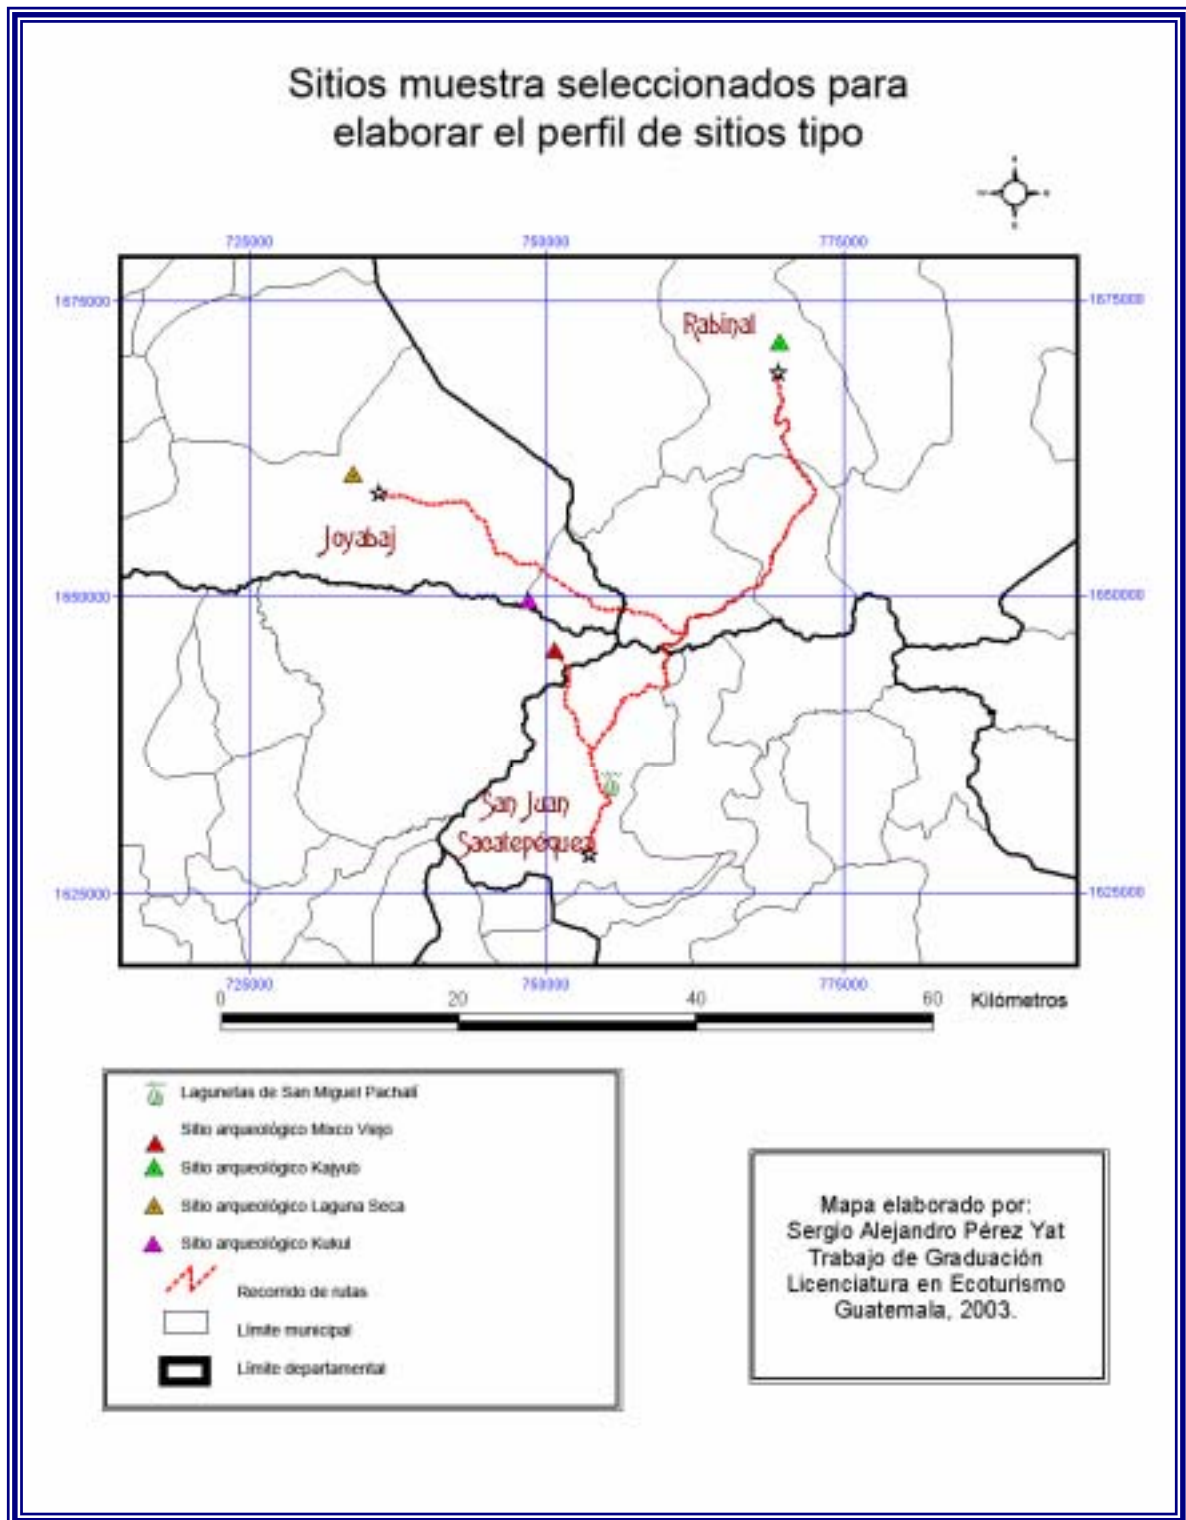 Sitios muestra seleccionados para
elaborar el perfil de sitios tipo
725000 750000 775000
1675000 1675000
Rabinal
Joyabaj
1650000 1650000
San Juan
Sacatepéquez
1625000 1625000
725000 750000 775000
0 20 40 60 Kilómetros
Lagunetas de San Miguel Pachalí
Sitio arqueológico Mixco Viejo
Sitio arqueológico Kajyub
Sitio arqueológico Laguna Seca
Sitio arqueológico Kukul
Recorrido de rutas
Límite municipal
Límite departamental
Mapa elaborado por:
Sergio Alejandro Pérez Yat
Trabajo de Graduación
Licenciatura en Ecoturismo
Guatemala, 2003.